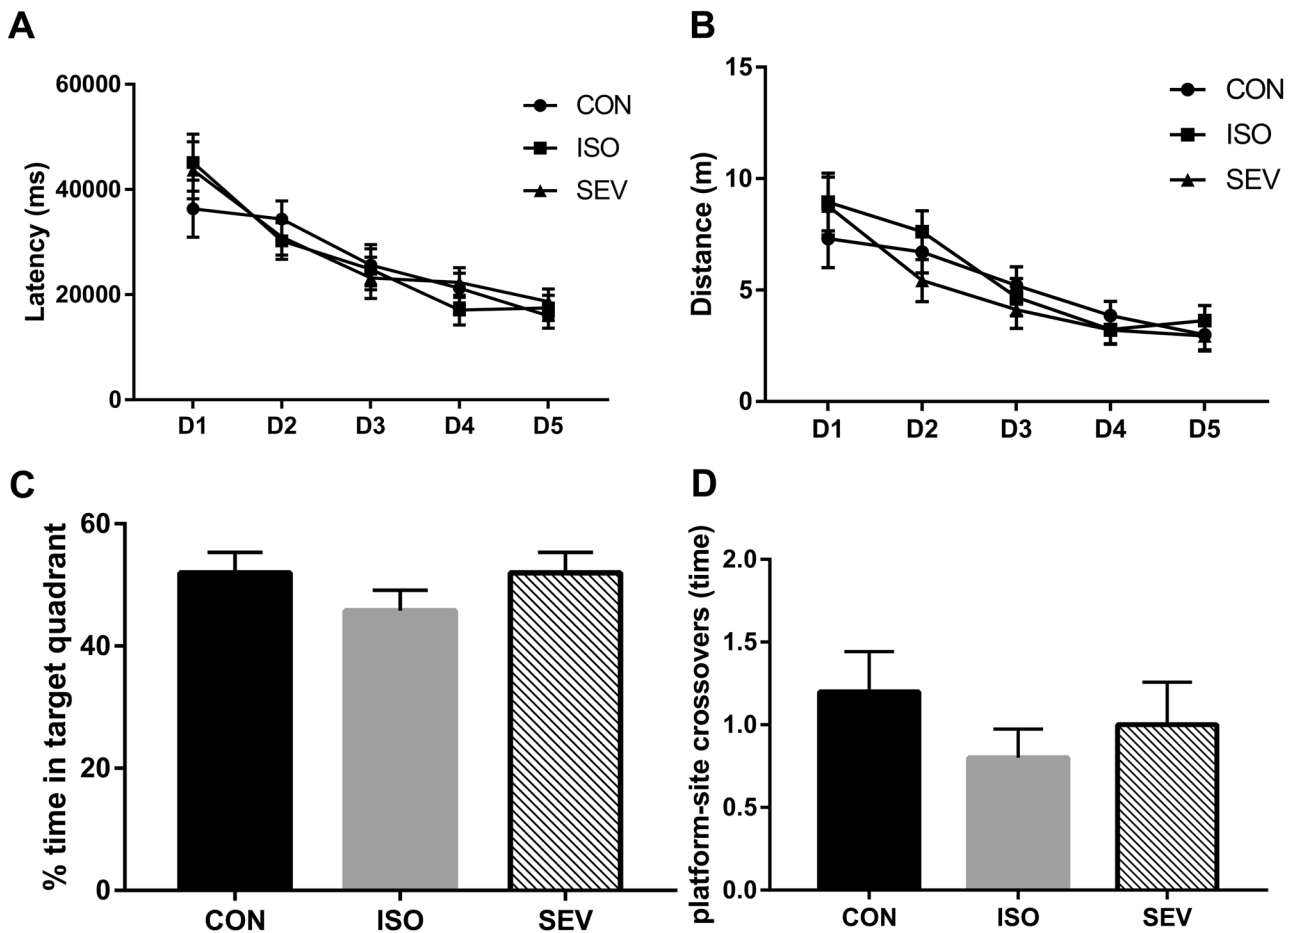 A
Latency (ms)
60000
40000
20000
0
D1 D2 D3 D4 D5
CON
ISO
SEV
B
Distance (m)
15
10
5
0
D1 D2 D3 D4 D5
CON
ISO
SEV
C
% time in target quadrant
60
40
20
0
CON ISO SEV
D
platform-site crossovers (time)
2.0
1.5
1.0
0.5
0.0
CON ISO SEV